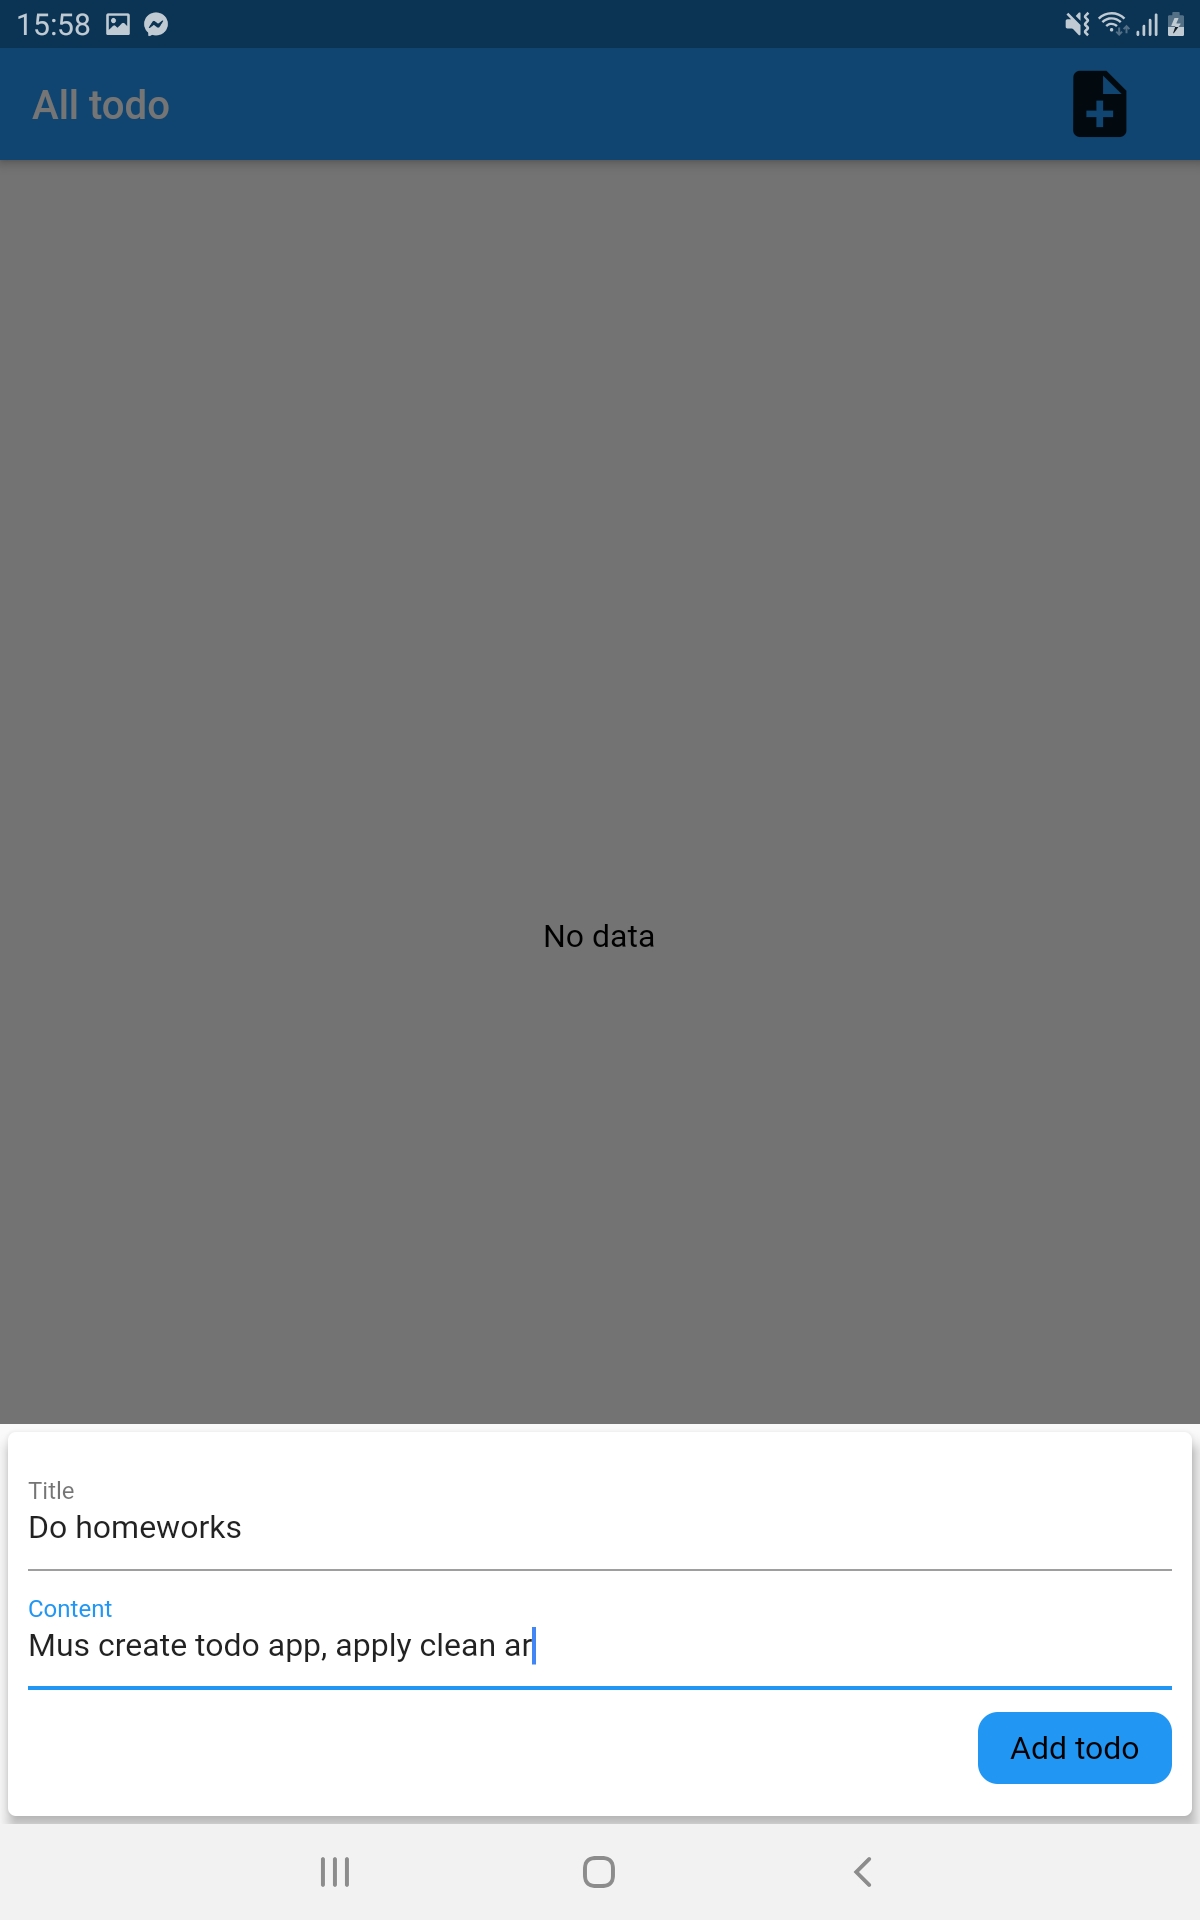 15:58
All todo
No data
Title
Do homeworks
Content
Mus create todo app, apply clean ar
Add todo